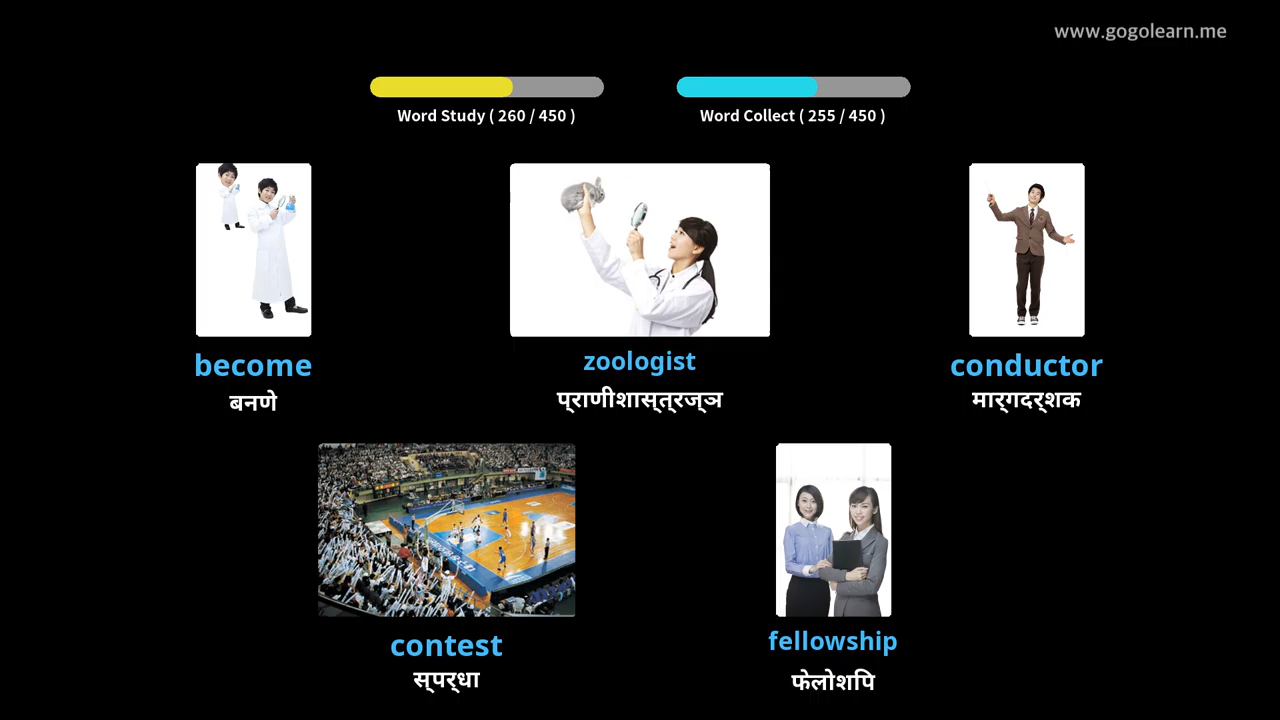 www.gogolearn.me
Word Study ( 260 / 450 )
Word Collect ( 255 / 450 )
become
बनणे
zoologist
प्राणीशास्त्रज्ञ
conductor
मार्गदर्शक
contest
स्पर्धा
fellowship
फेलोशिप